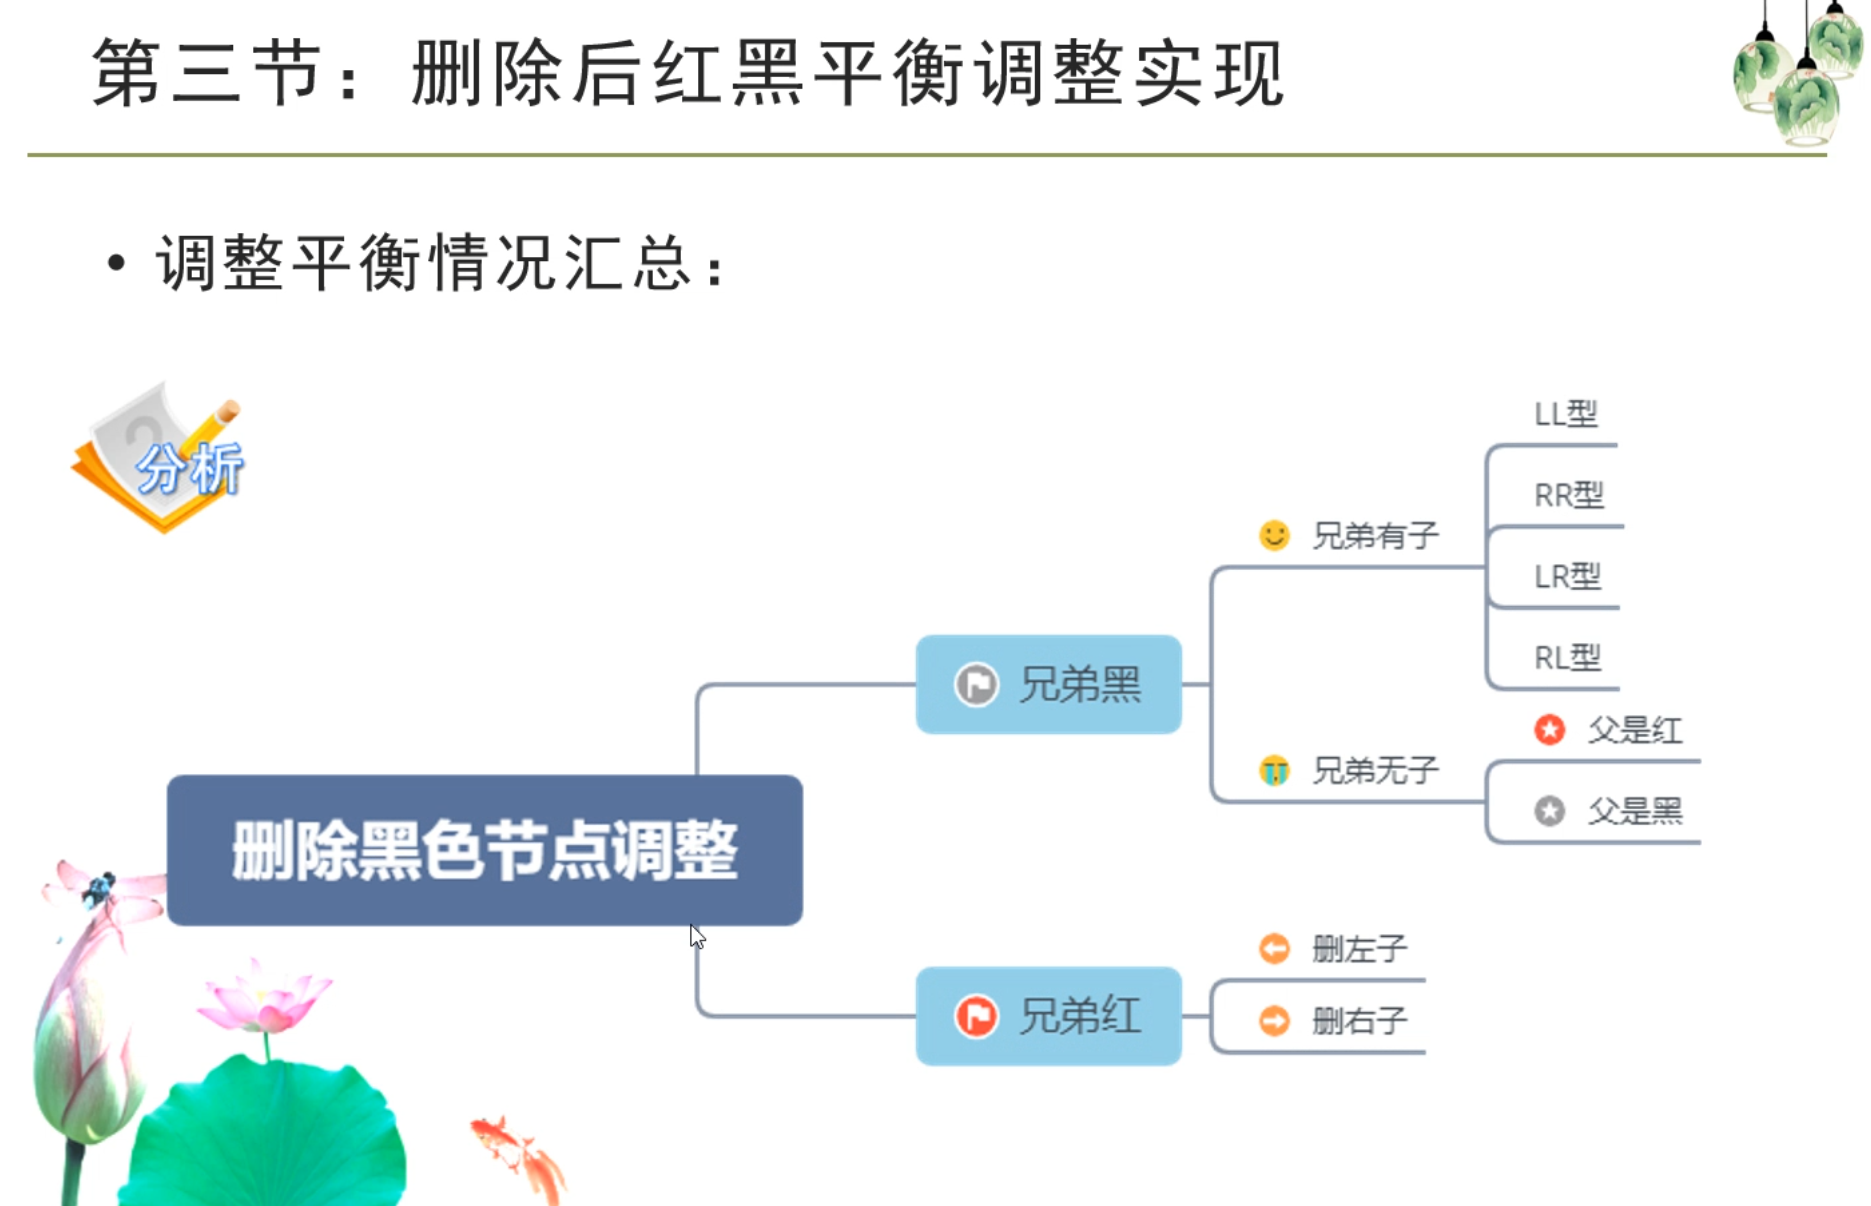 第三节：删除后红黑平衡调整实现
• 调整平衡情况汇总：
分析
LL型
RR型
兄弟有子
LR型
RL型
兄弟黑
父是红
兄弟无子
父是黑
删除黑色节点调整
删左子
兄弟红
删右子